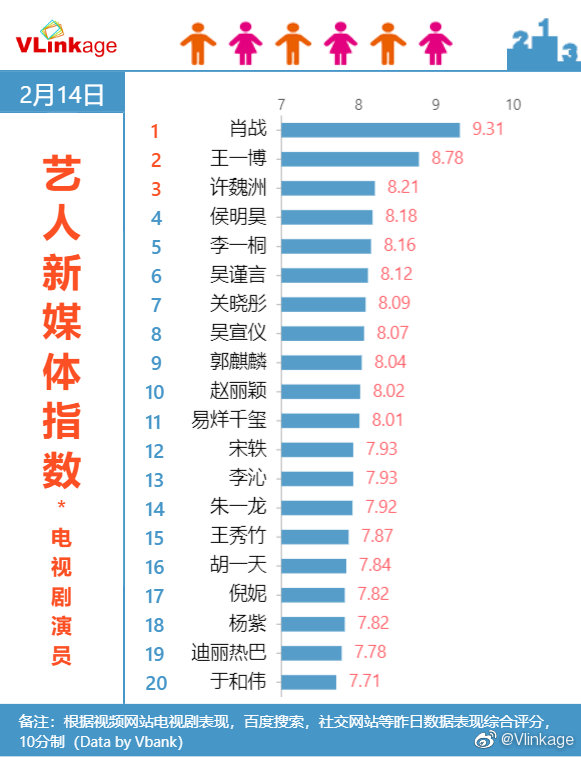 VLinkage
1
2
3
2月14日
艺人新媒体指数
*电视剧演员
7 8 9 10
1 肖战 9.31
2 王一博 8.78
3 许魏洲 8.21
4 侯明昊 8.18
5 李一桐 8.16
6 吴谨言 8.12
7 关晓彤 8.09
8 吴宣仪 8.07
9 郭麒麟 8.04
10 赵丽颖 8.02
11 易烊千玺 8.01
12 宋轶 7.93
13 李沁 7.93
14 朱一龙 7.92
15 王秀竹 7.87
16 胡一天 7.84
17 倪妮 7.82
18 杨紫 7.82
19 迪丽热巴 7.78
20 于和伟 7.71
备注：根据视频网站电视剧表现，百度搜索，社交网站等昨日数据表现综合评分，
10分制（Data by Vbank）
@Vlinkage